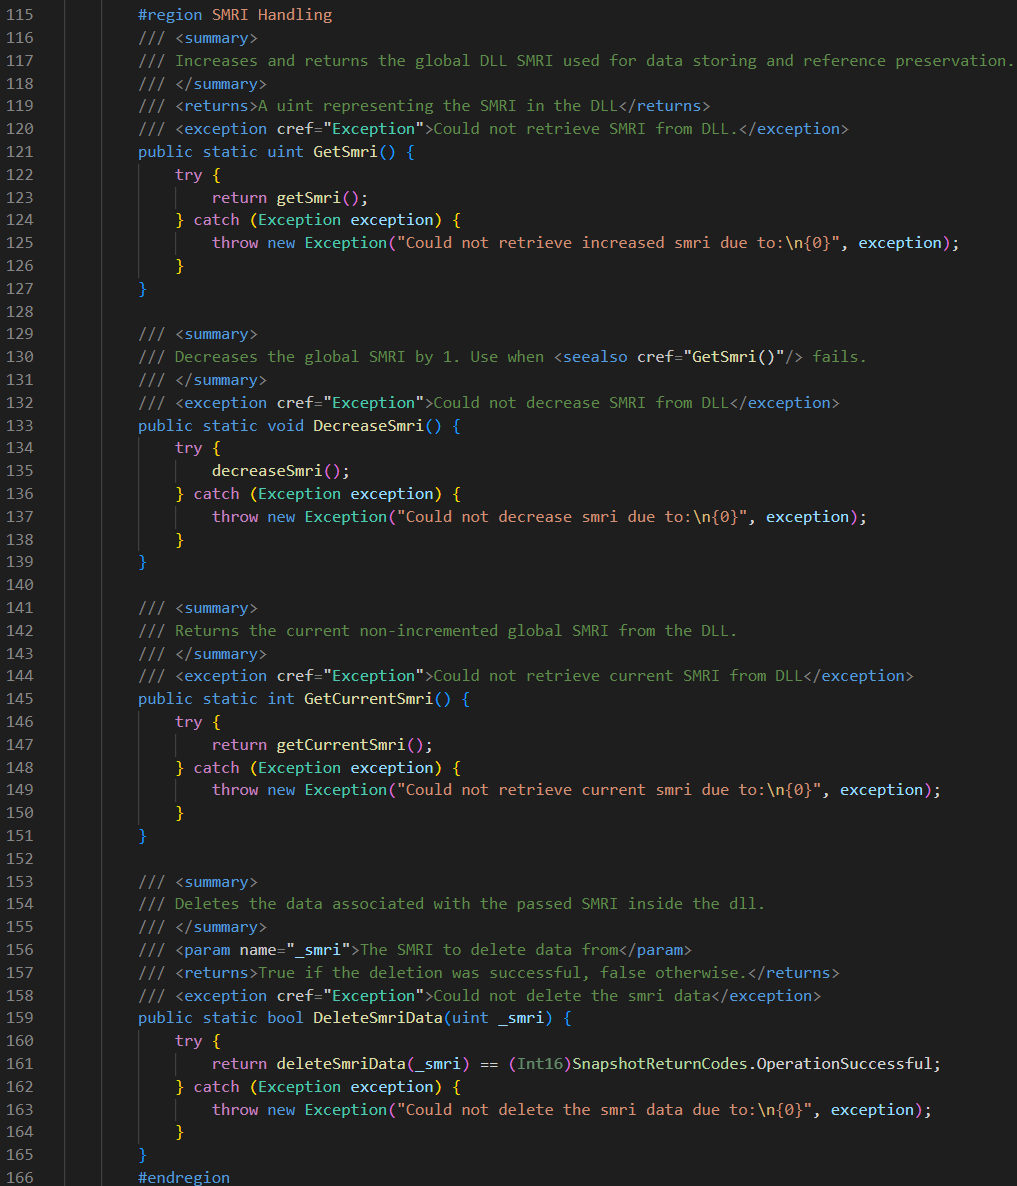 115 #region SMRI Handling
116 /// <summary>
117 /// Increases and returns the global DLL SMRI used for data storing and reference preservation.
118 /// </summary>
119 /// <returns>A uint representing the SMRI in the DLL</returns>
120 /// <exception cref="Exception">Could not retrieve SMRI from DLL.</exception>
121 public static uint GetSmri() {
122 try {
123 return getSmri();
124 } catch (Exception exception) {
125 throw new Exception("Could not retrieve increased smri due to:\n{0}", exception);
126 }
127 }
128
129 /// <summary>
130 /// Decreases the global SMRI by 1. Use when <seealso cref="GetSmri()"/> fails.
131 /// </summary>
132 /// <exception cref="Exception">Could not decrease SMRI from DLL</exception>
133 public static void DecreaseSmri() {
134 try {
135 decreaseSmri();
136 } catch (Exception exception) {
137 throw new Exception("Could not decrease smri due to:\n{0}", exception);
138 }
139 }
140
141 /// <summary>
142 /// Returns the current non-incremented global SMRI from the DLL.
143 /// </summary>
144 /// <exception cref="Exception">Could not retrieve current SMRI from DLL</exception>
145 public static int GetCurrentSmri() {
146 try {
147 return getCurrentSmri();
148 } catch (Exception exception) {
149 throw new Exception("Could not retrieve current smri due to:\n{0}", exception);
150 }
151 }
152
153 /// <summary>
154 /// Deletes the data associated with the passed SMRI inside the dll.
155 /// </summary>
156 /// <param name="_smri">The SMRI to delete data from</param>
157 /// <returns>True if the deletion was successful, false otherwise.</returns>
158 /// <exception cref="Exception">Could not delete the smri data</exception>
159 public static bool DeleteSmriData(uint _smri) {
160 try {
161 return deleteSmriData(_smri) == (Int16)SnapshotReturnCodes.OperationSuccessful;
162 } catch (Exception exception) {
163 throw new Exception("Could not delete the smri data due to:\n{0}", exception);
164 }
165 }
166 #endregion